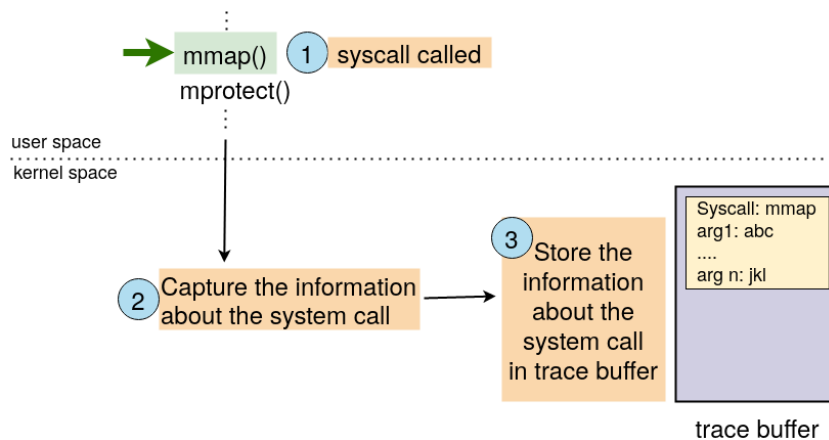 mmap()
1
syscall called
mprotect()
user space
kernel space
2
Capture the information
about the system call
3
Store the
information
about the
system call
in trace buffer
Syscall: mmap
arg1: abc
....
arg n: jkl
trace buffer